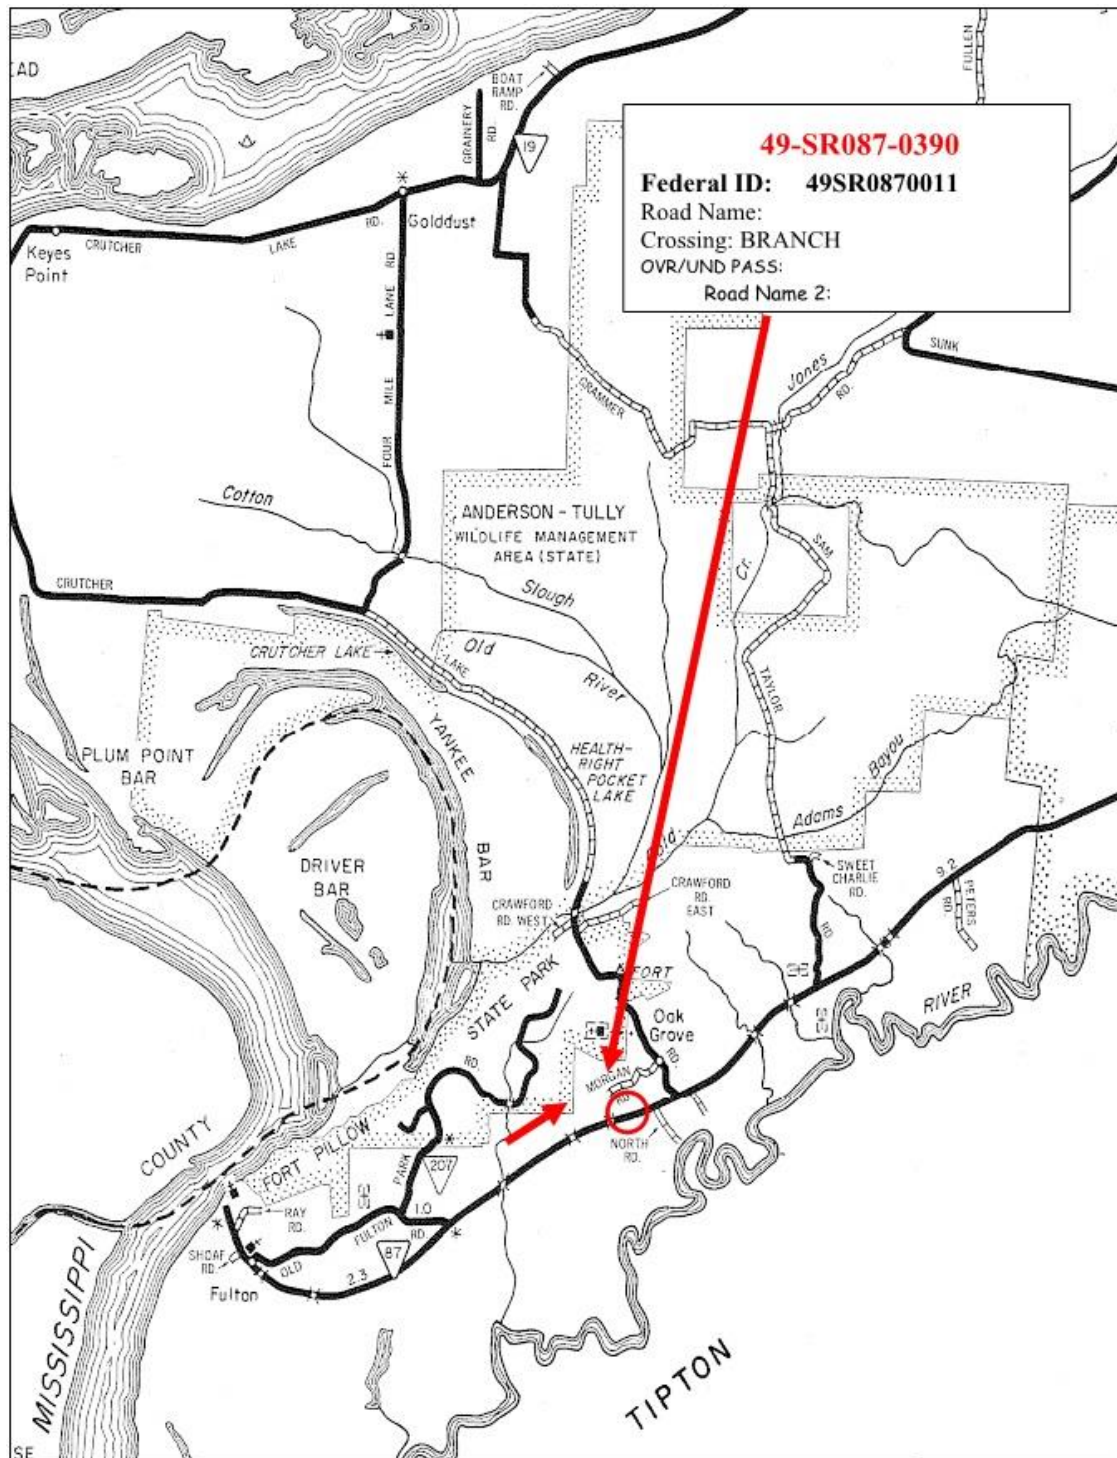 EAD
BOAT
RAMP
RD.
FULLEN
GRAINERY
RD.
19
49-SR087-0390
Federal ID: 49SR0870011
Road Name:
Crossing: BRANCH
OVR/UND PASS:
Road Name 2:
Golddust
Keyes
Point
CRUTCHER
LAKE
RD.
FOUR
MILE
LANE
RD
SUNK
Jones
RD.
CRAMMER
Cotton
Slough
ANDERSON - TULLY
WILDLIFE MANAGEMENT
AREA (STATE)
SAM
Cr.
CRUTCHER
CRUTCHER LAKE
LAKE
Old
River
TAYLOR
YANKEE
BAR
PLUM POINT
BAR
HEALTH-
RIGHT
POCKET
LAKE
Bayou
Adams
Old
DRIVER
BAR
SWEET
CHARLIE
RD.
9.2
PETERS
RD.
CRAWFORD
RD. WEST
CRAWFORD
RD.
EAST
RD.
FORT
STATE PARK
RIVER
Oak
Grove
RD
RD.
MORGAN
RD
NORTH
RD.
COUNTY
FORT PILLOW
PARK
207
RAY
RD.
1.0
FULTON
RD
SHOAF
RD.
OLD
87
2.3
Fulton
MISSISSIPPI
TIPTON
SE